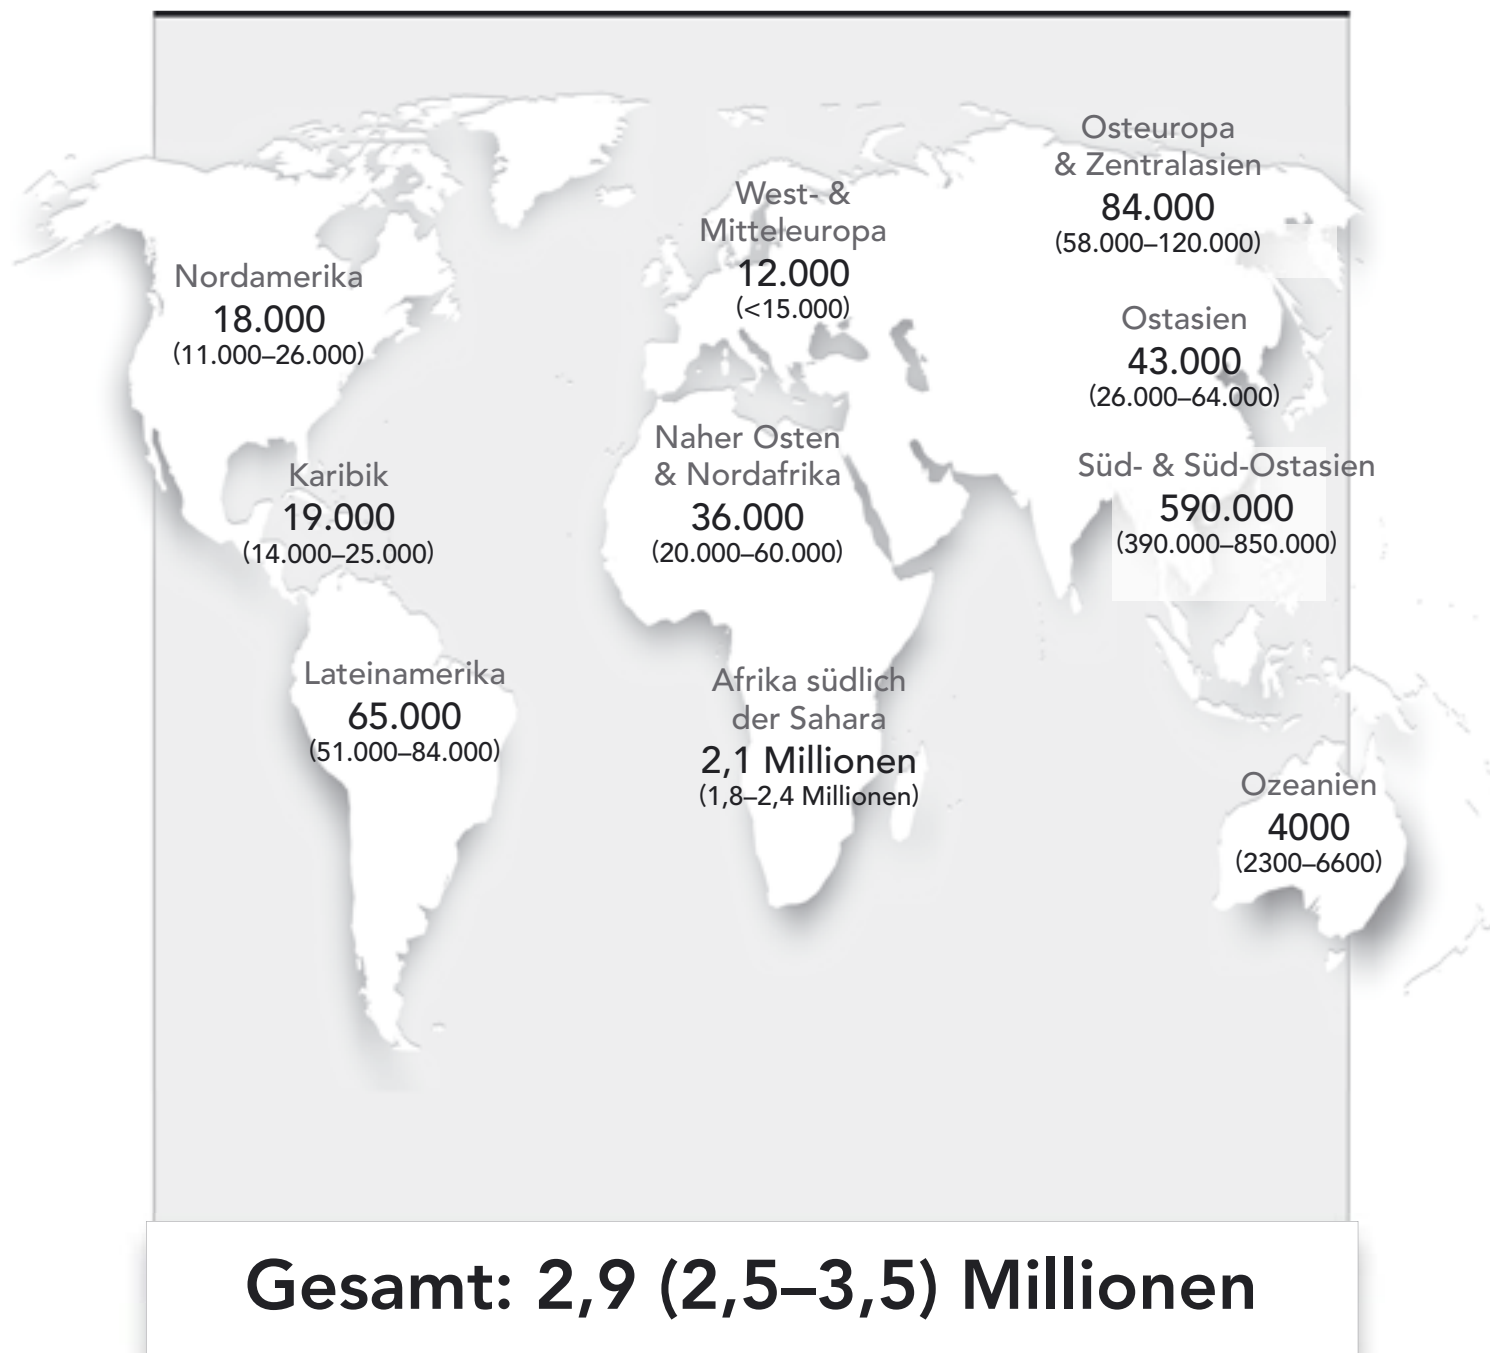 Osteuropa
& Zentralasien
84.000
(58.000–120.000)
West- &
Mitteleuropa
12.000
(<15.000)
Nordamerika
18.000
(11.000–26.000)
Ostasien
43.000
(26.000–64.000)
Naher Osten
& Nordafrika
36.000
(20.000–60.000)
Karibik
19.000
(14.000–25.000)
Süd- & Süd-Ostasien
590.000
(390.000–850.000)
Lateinamerika
65.000
(51.000–84.000)
Afrika südlich
der Sahara
2,1 Millionen
(1,8–2,4 Millionen)
Ozeanien
4000
(2300–6600)
Gesamt: 2,9 (2,5–3,5) Millionen